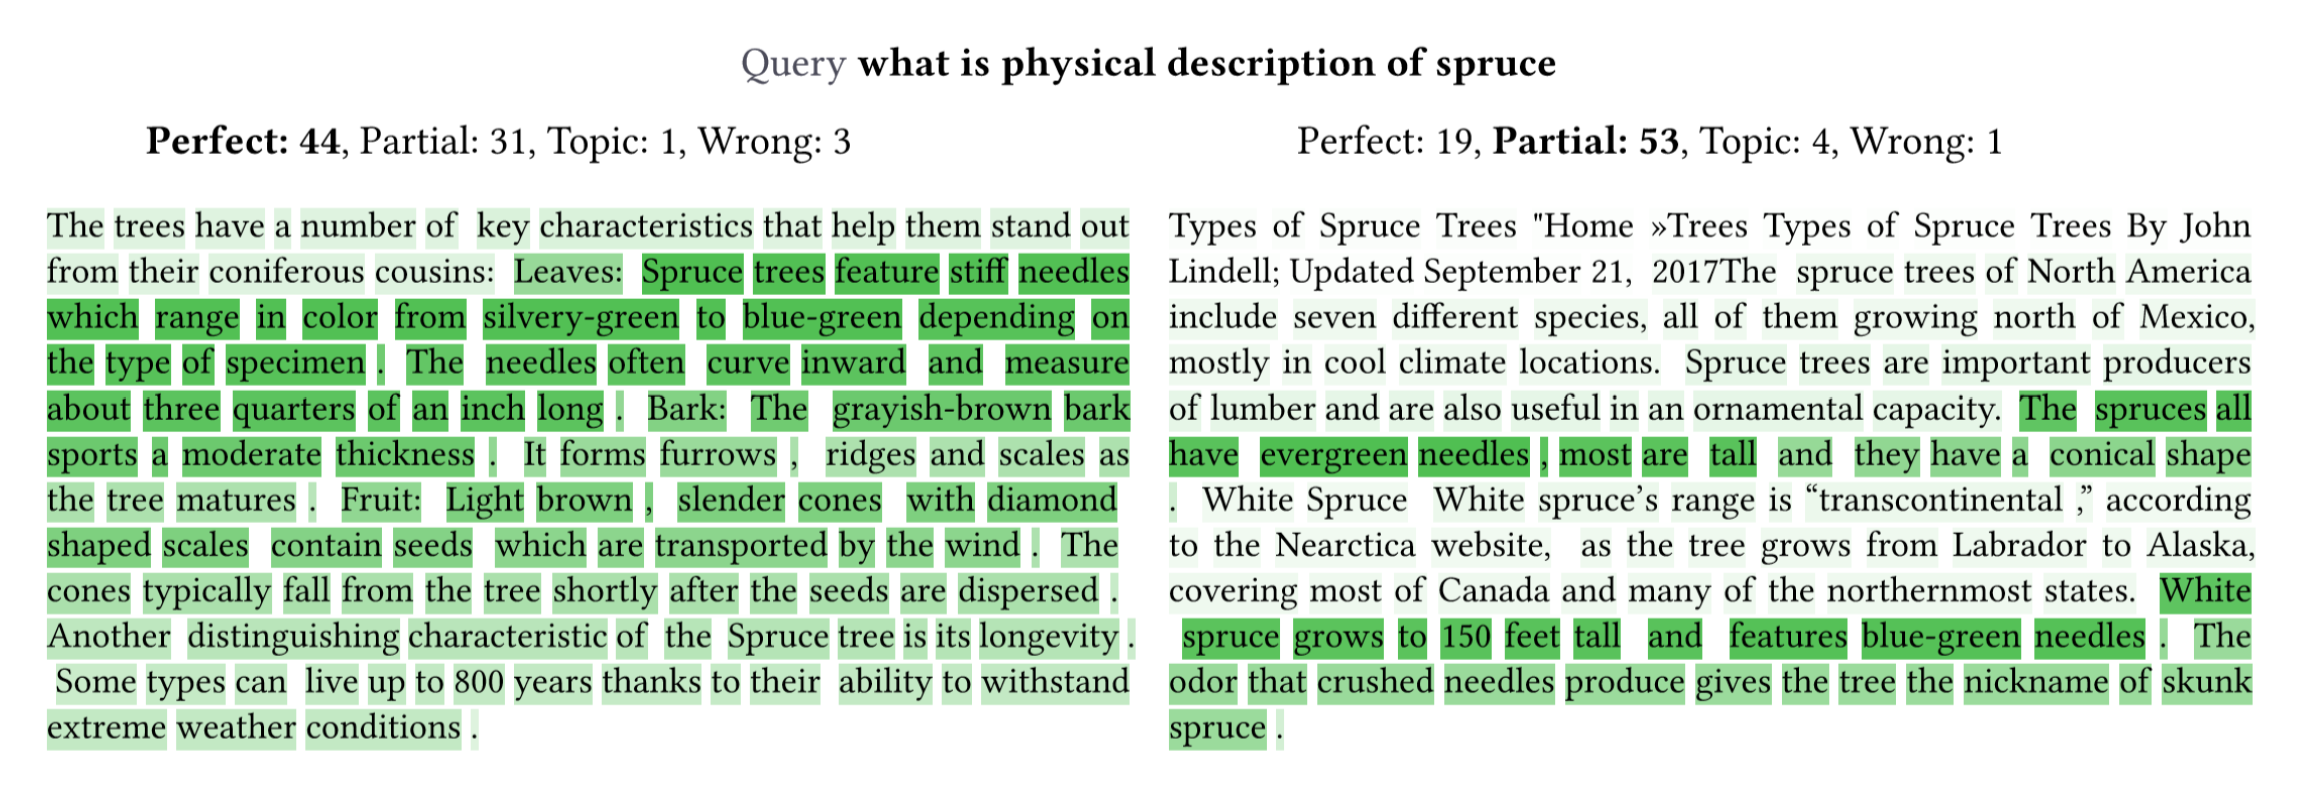 Query what is physical description of spruce
Perfect: 44, Partial: 31, Topic: 1, Wrong: 3
The trees have a number of key characteristics that help them stand out
from their coniferous cousins: Leaves: Spruce trees feature stiff needles
which range in color from silvery-green to blue-green depending on
the type of specimen . The needles often curve inward and measure
about three quarters of an inch long . Bark: The grayish-brown bark
sports a moderate thickness . It forms furrows , ridges and scales as
the tree matures . Fruit: Light brown , slender cones with diamond
shaped scales contain seeds which are transported by the wind . The
cones typically fall from the tree shortly after the seeds are dispersed .
Another distinguishing characteristic of the Spruce tree is its longevity .
Some types can live up to 800 years thanks to their ability to withstand
extreme weather conditions .
Perfect: 19, Partial: 53, Topic: 4, Wrong: 1
Types of Spruce Trees "Home »Trees Types of Spruce Trees By John
Lindell; Updated September 21, 2017The spruce trees of North America
include seven different species, all of them growing north of Mexico,
mostly in cool climate locations. Spruce trees are important producers
of lumber and are also useful in an ornamental capacity. The spruces all
have evergreen needles , most are tall and they have a conical shape
. White Spruce White spruce’s range is “transcontinental ,” according
to the Nearctica website, as the tree grows from Labrador to Alaska,
covering most of Canada and many of the northernmost states. White
spruce grows to 150 feet tall and features blue-green needles . The
odor that crushed needles produce gives the tree the nickname of skunk
spruce .